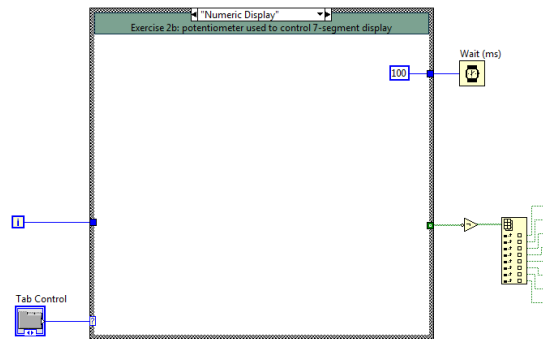 "Numeric Display"
Exercise 2b: potentiometer used to control 7-segment display
Wait (ms)
100
i
Tab Control
?